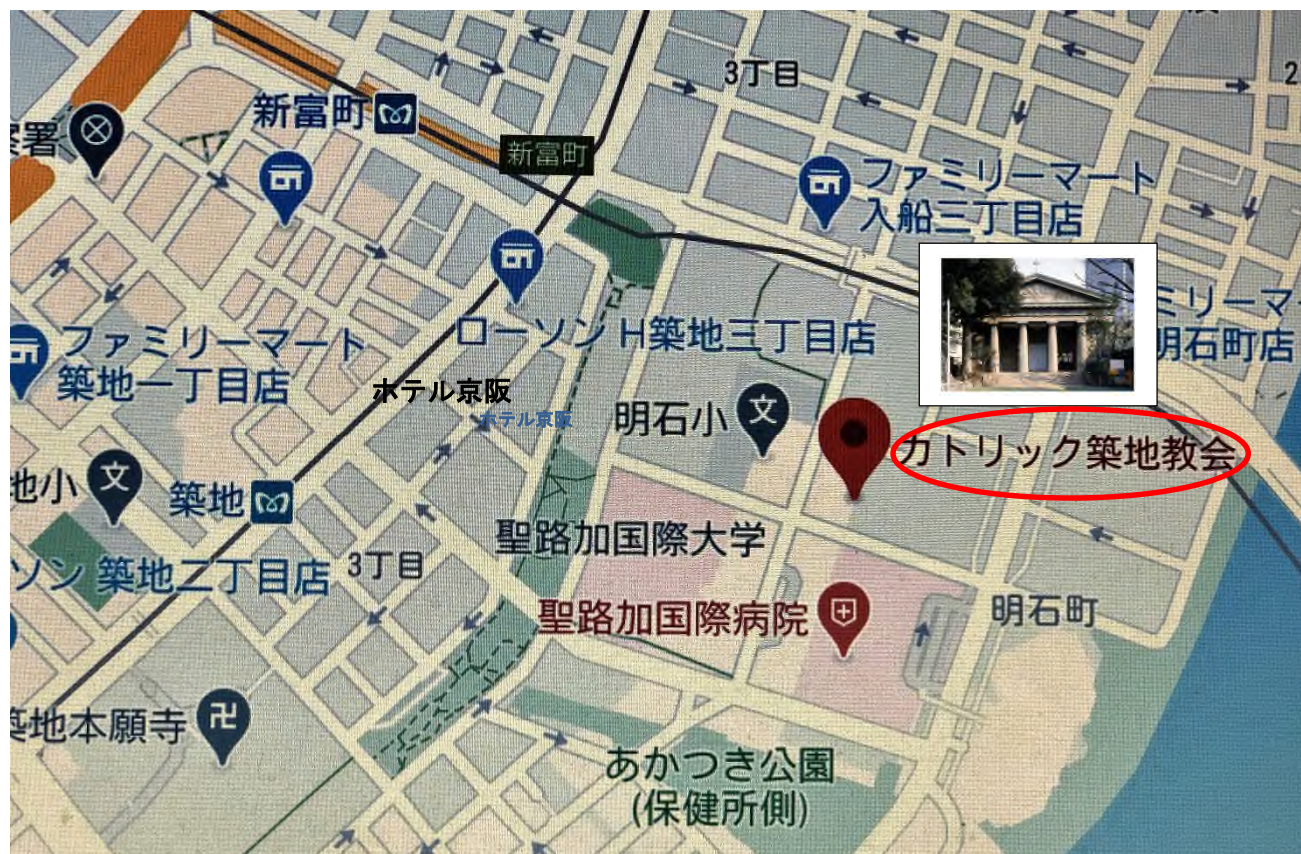 3丁目
2
新富町
新富町
署
ファミリーマート
入船三丁目店
ミリーマ
明石町店
ローソン H築地三丁目店
ファミリーマート
築地一丁目店
ホテル京阪
ホテル京阪
明石小
カトリック築地教会
地小
築地
聖路加国際大学
ソン 築地二丁目店
3丁目
聖路加国際病院
明石町
築地本願寺
あかつき公園
(保健所側)